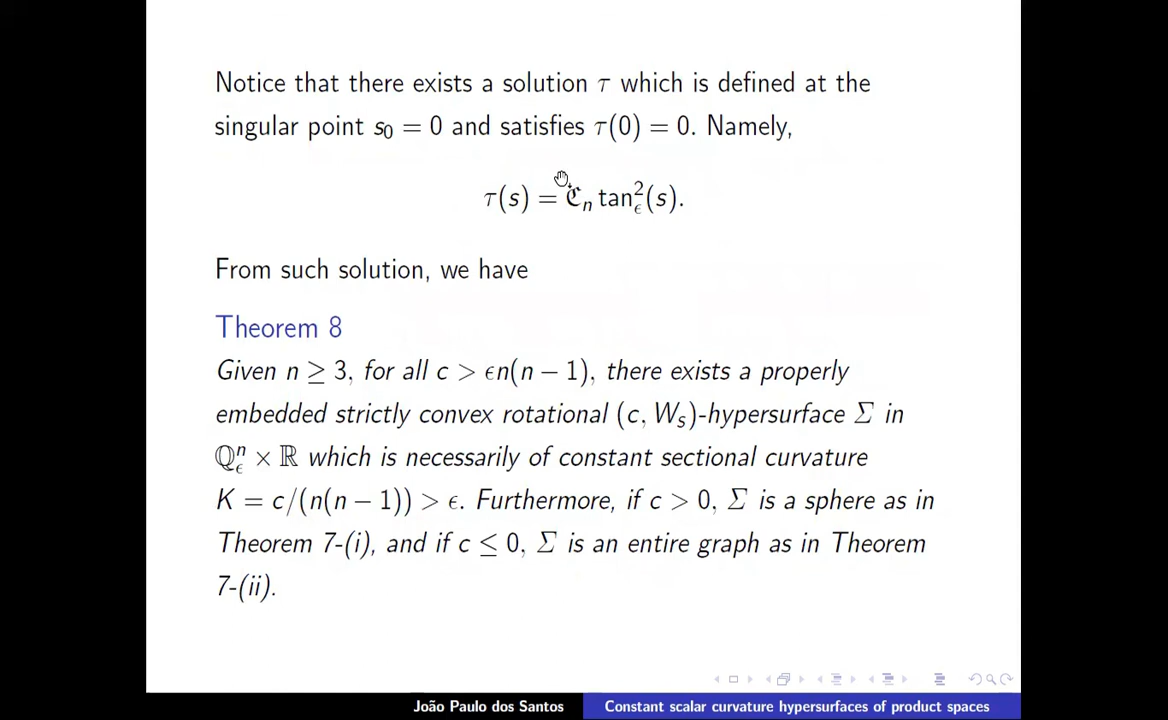 Notice that there exists a solution τ which is defined at the
singular point s₀ = 0 and satisfies τ(0) = 0. Namely,
τ(s) = ℭₙ tan²_ϵ(s).
From such solution, we have
Theorem 8
Given n ≥ 3, for all c > ϵn(n − 1), there exists a properly
embedded strictly convex rotational (c, Wₛ)-hypersurface Σ in
ℚⁿ_ϵ × ℝ which is necessarily of constant sectional curvature
K = c/(n(n − 1)) > ϵ. Furthermore, if c > 0, Σ is a sphere as in
Theorem 7-(i), and if c ≤ 0, Σ is an entire graph as in Theorem
7-(ii).
João Paulo dos Santos
Constant scalar curvature hypersurfaces of product spaces